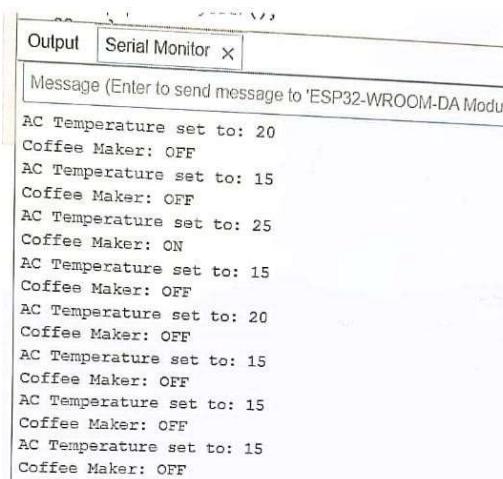 Output Serial Monitor ×
Message (Enter to send message to 'ESP32-WROOM-DA Modu
AC Temperature set to: 20
Coffee Maker: OFF
AC Temperature set to: 15
Coffee Maker: OFF
AC Temperature set to: 25
Coffee Maker: ON
AC Temperature set to: 15
Coffee Maker: OFF
AC Temperature set to: 20
Coffee Maker: OFF
AC Temperature set to: 15
Coffee Maker: OFF
AC Temperature set to: 15
Coffee Maker: OFF
AC Temperature set to: 15
Coffee Maker: OFF